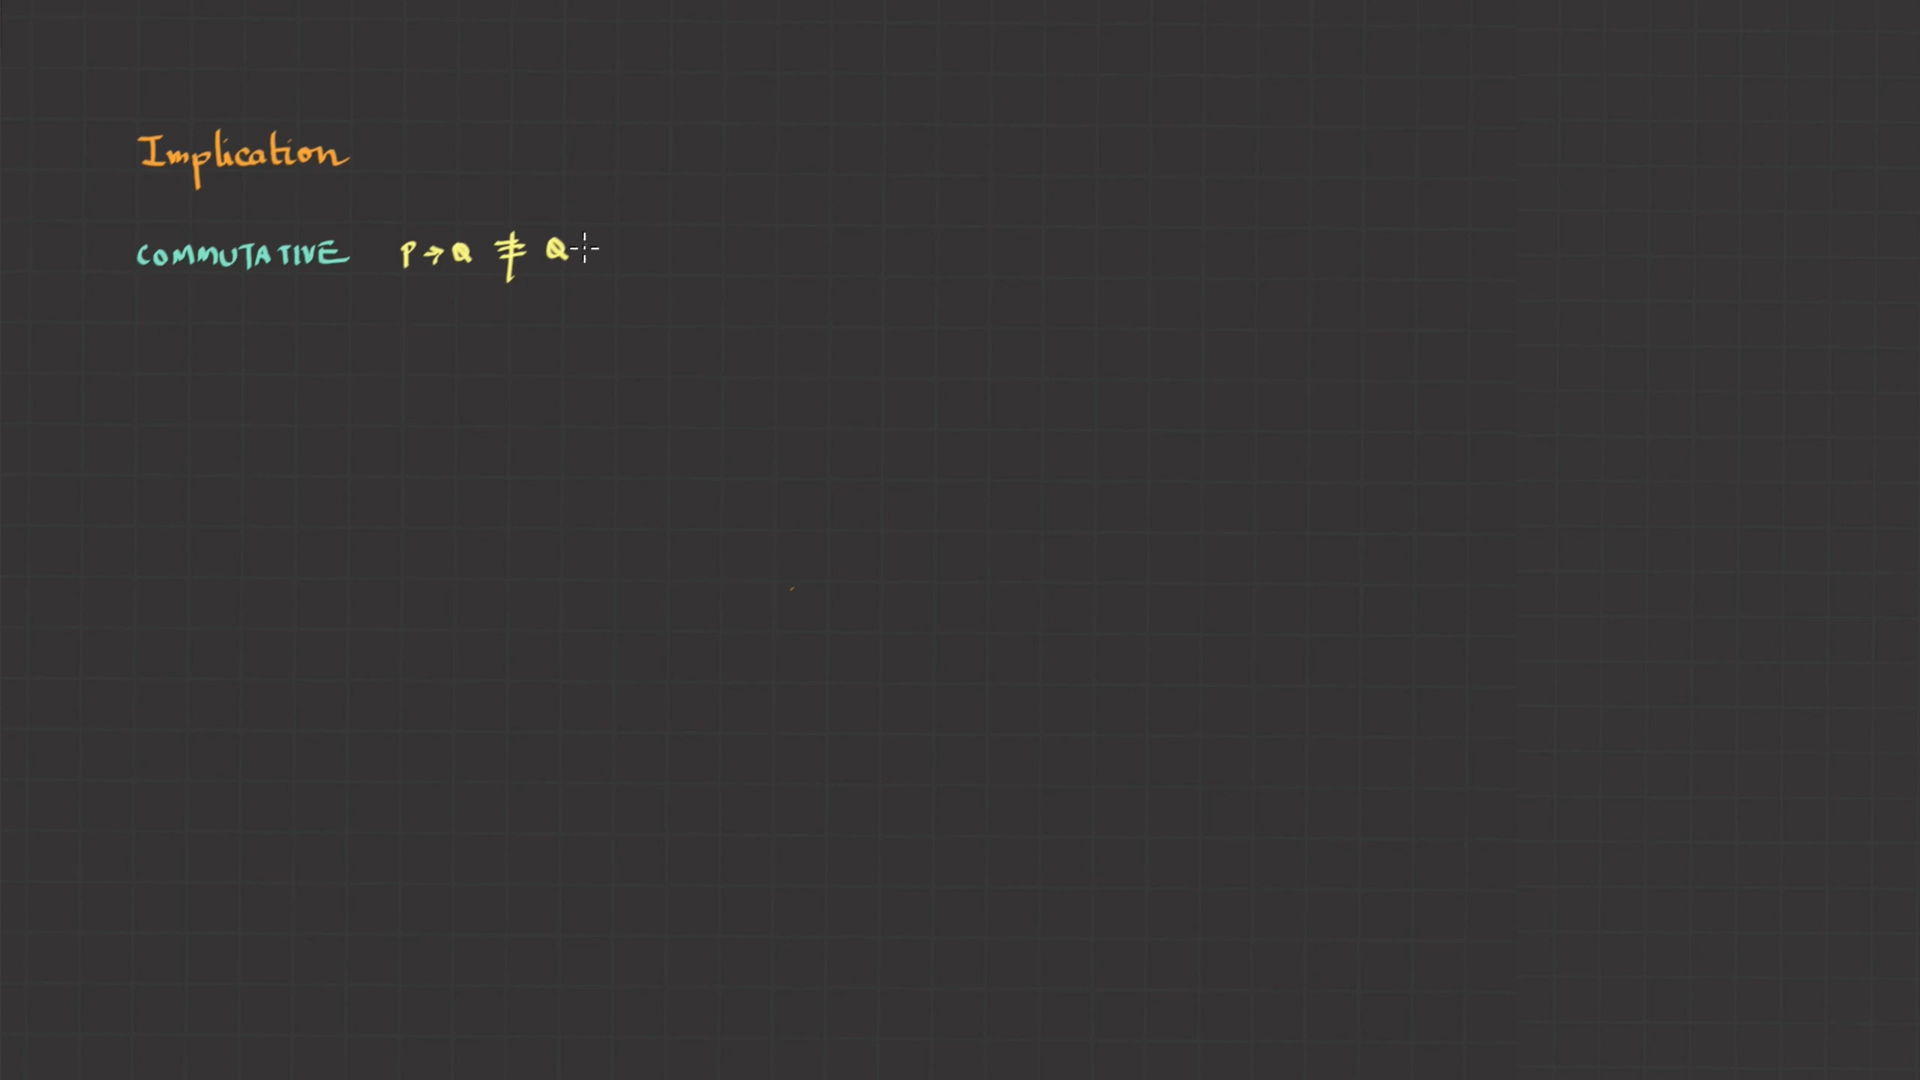 Implication
COMMUTATIVE P → Q ≢ Q